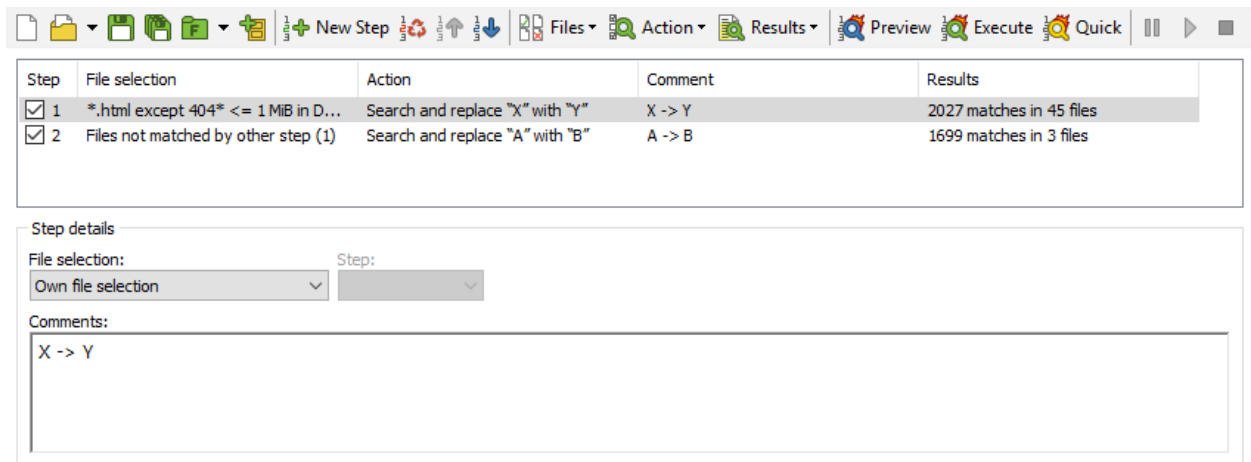 New Step Files Action Results Preview Execute Quick
Step File selection Action Comment Results
1 *.html except 404* <= 1 MiB in D... Search and replace “X” with “Y” X -> Y 2027 matches in 45 files
2 Files not matched by other step (1) Search and replace “A” with “B” A -> B 1699 matches in 3 files
Step details
File selection: Step:
Own file selection
Comments:
X -> Y